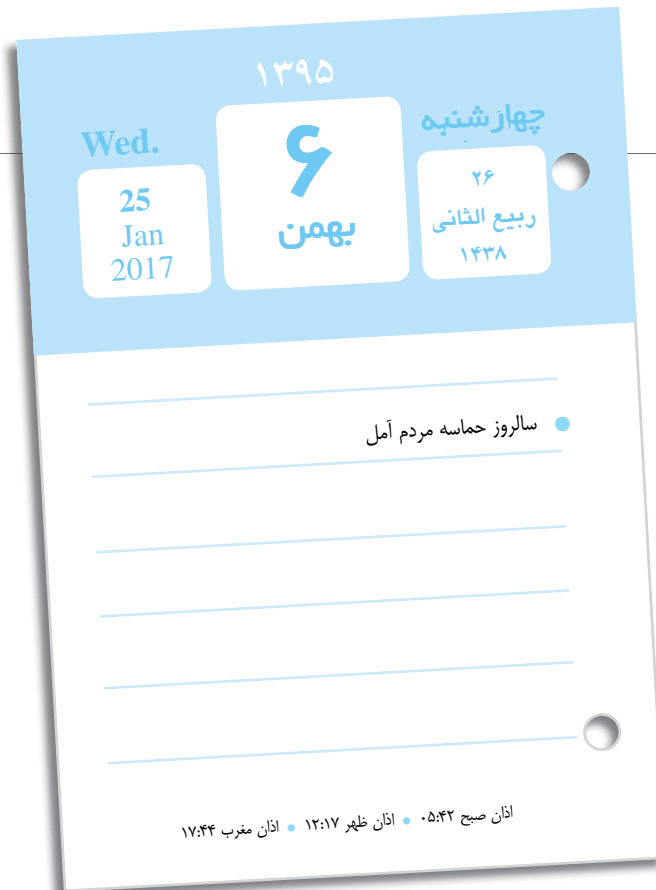 ۱۳۹۵
چهارشنبه
۲۶
ربیع الثانی
۱۴۳۸
۶
بهمن
Wed.
25
Jan
2017
سالروز حماسه مردم آمل
اذان صبح ۰۵:۴۲ • اذان ظهر ۱۲:۱۷ • اذان مغرب ۱۷:۴۴